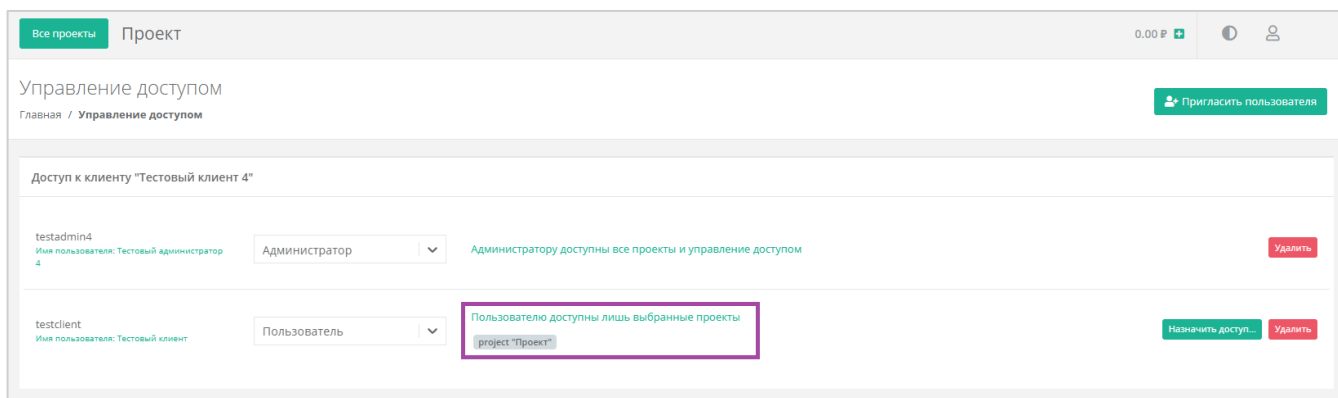 Все проекты Проект 0.00 ₽
Управление доступом
Пригласить пользователя
Главная / Управление доступом
Доступ к клиенту "Тестовый клиент 4"
testadmin4
Имя пользователя: Тестовый администратор
4
Администратор
Администратору доступны все проекты и управление доступом
Удалить
testclient
Имя пользователя: Тестовый клиент
Пользователь
Пользователю доступны лишь выбранные проекты
project "Проект"
Назначить доступ...
Удалить